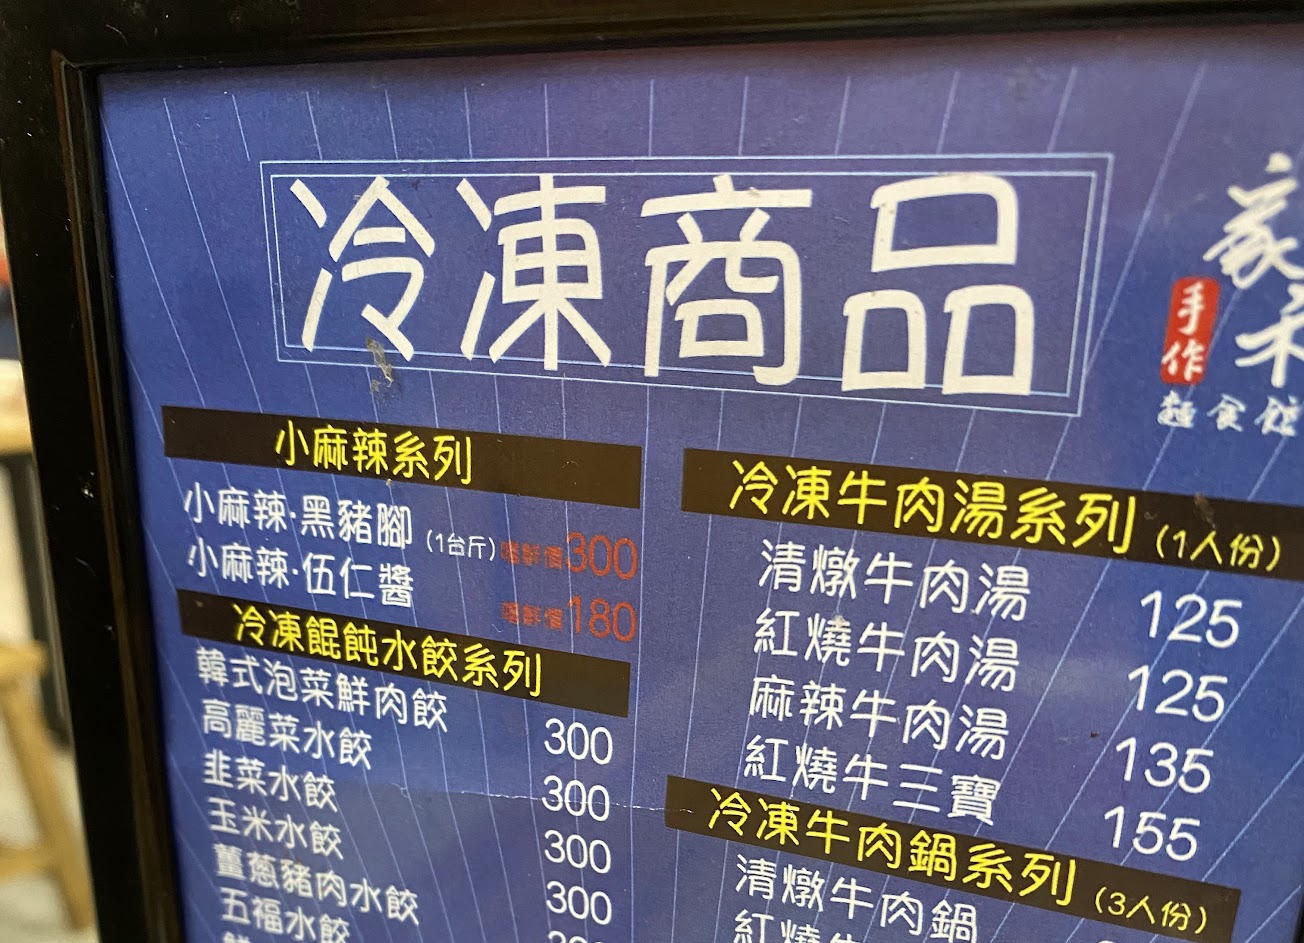 冷凍商品
手作
麵食館
小麻辣系列
小麻辣·黑豬腳 (1台斤) 嚐鮮價300
小麻辣·伍仁醬 嚐鮮價180
冷凍餛飩水餃系列
韓式泡菜鮮肉餃 300
高麗菜水餃 300
韭菜水餃 300
玉米水餃 300
薑蔥豬肉水餃
五福水餃
冷凍牛肉湯系列 (1人份)
清燉牛肉湯 125
紅燒牛肉湯 125
麻辣牛肉湯 135
紅燒牛三寶 155
冷凍牛肉鍋系列 (3人份)
清燉牛肉鍋
紅燒牛